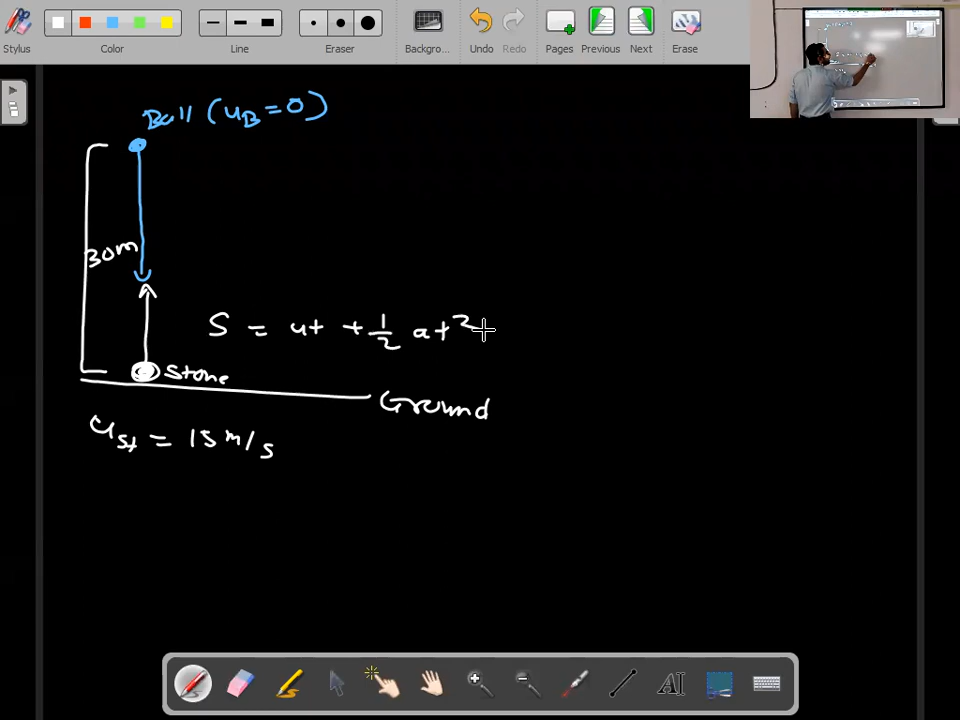 Stylus
Color
Line
Eraser
Backgro...
Undo
Redo
Pages
Previous
Next
Erase
Ball (uB = 0)
30m
S = ut + 1/2 at²
Stone
Ground
ust = 15 m/s